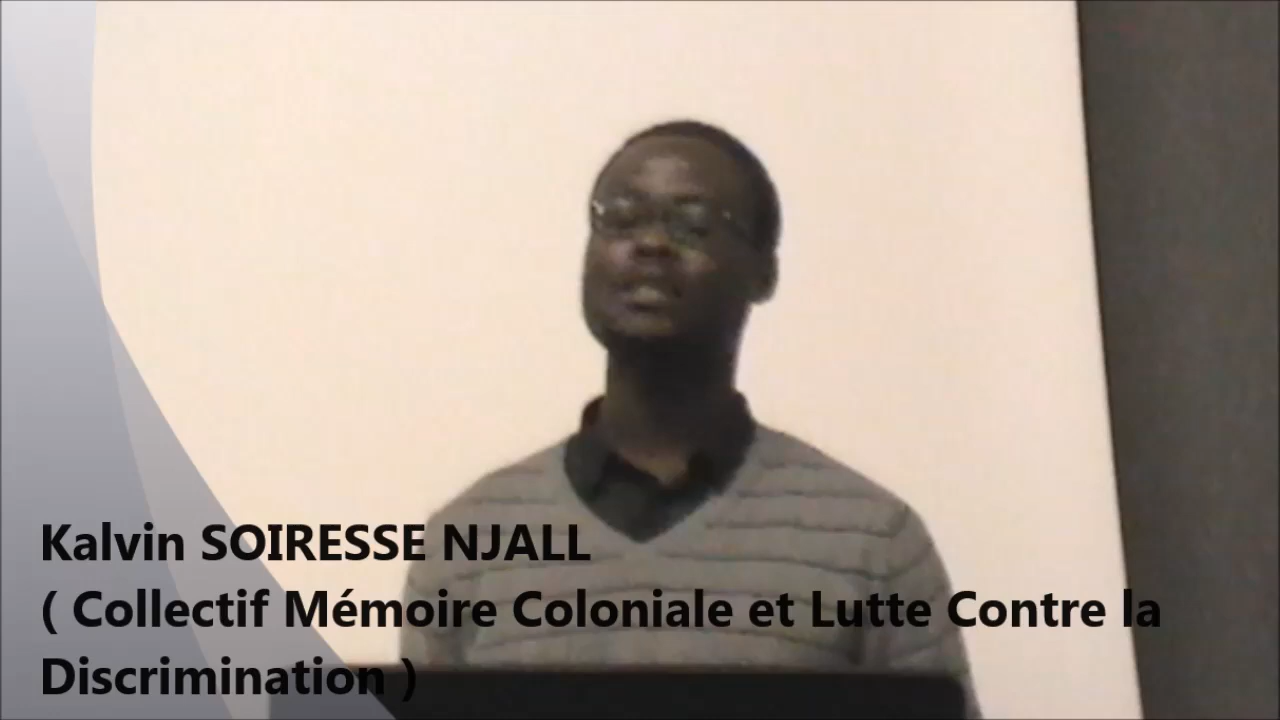 Kalvin SOIRESSE NJALL
( Collectif Mémoire Coloniale et Lutte Contre la
Discrimination )